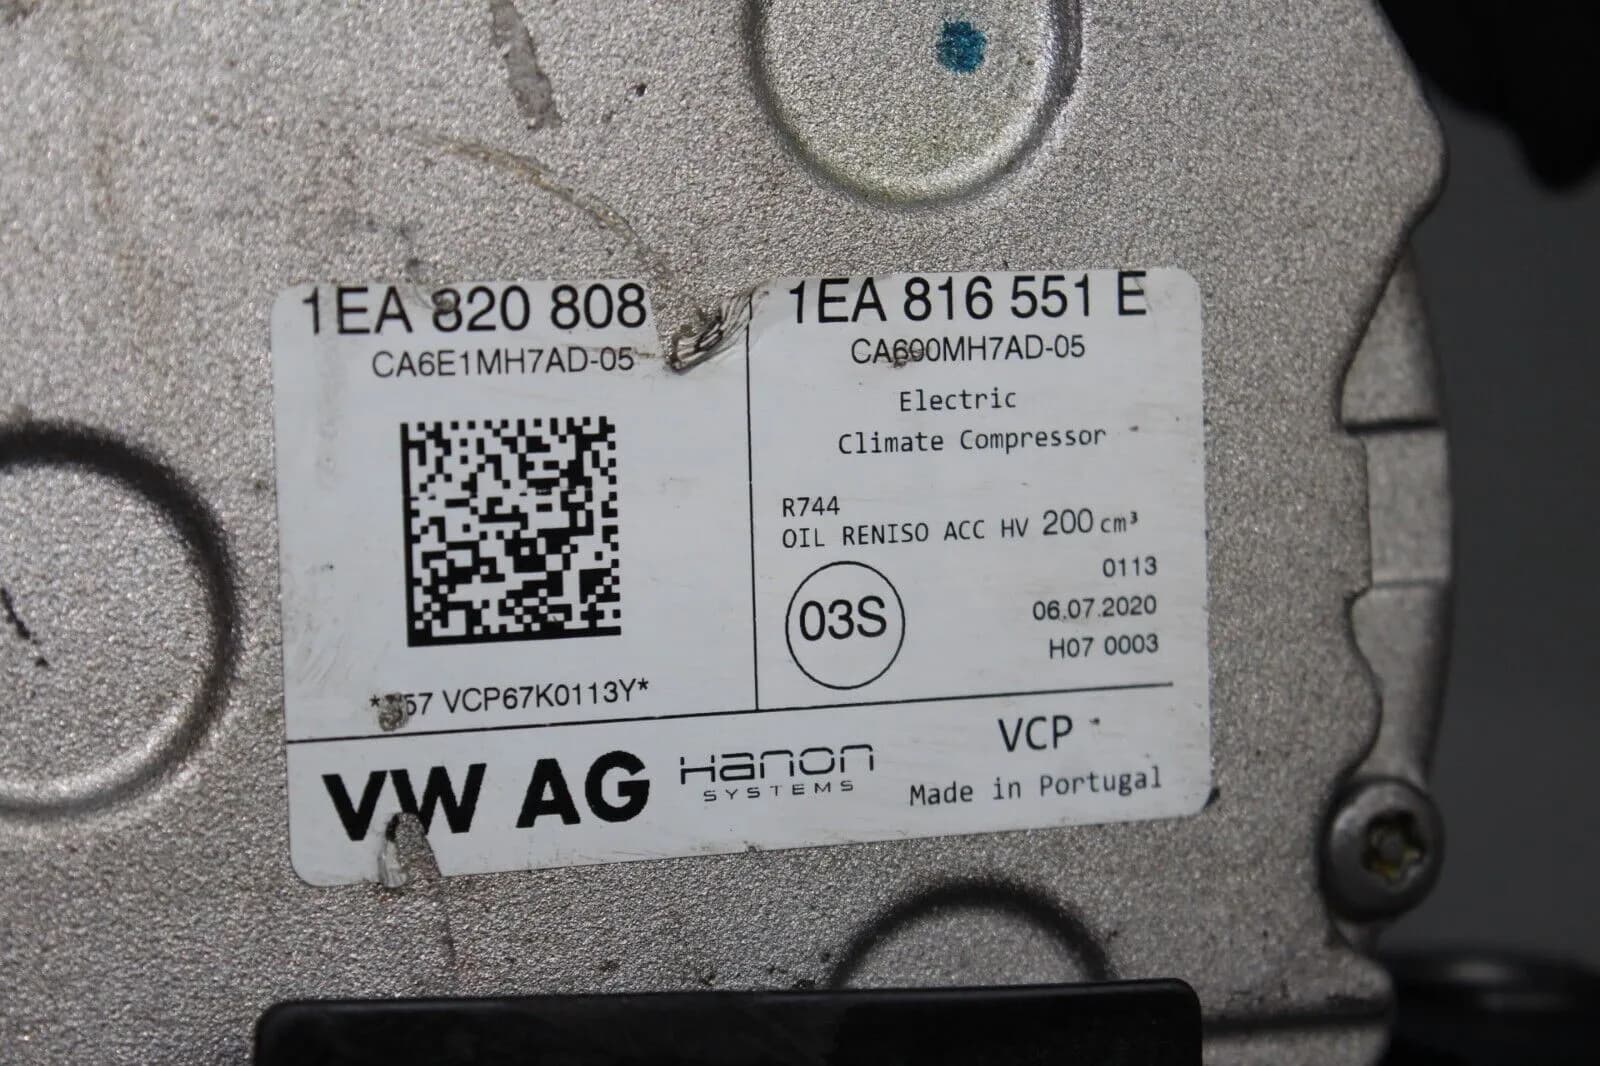 1EA 820 808
CA6E1MH7AD-05
57 VCP67K0113Y*
1EA 816 551 E
CA600MH7AD-05
Electric
Climate Compressor
R744
OIL RENISO ACC HV 200 cm³
0113
03S
06.07.2020
H07 0003
VW AG
Hanon
SYSTEMS
VCP
Made in Portugal